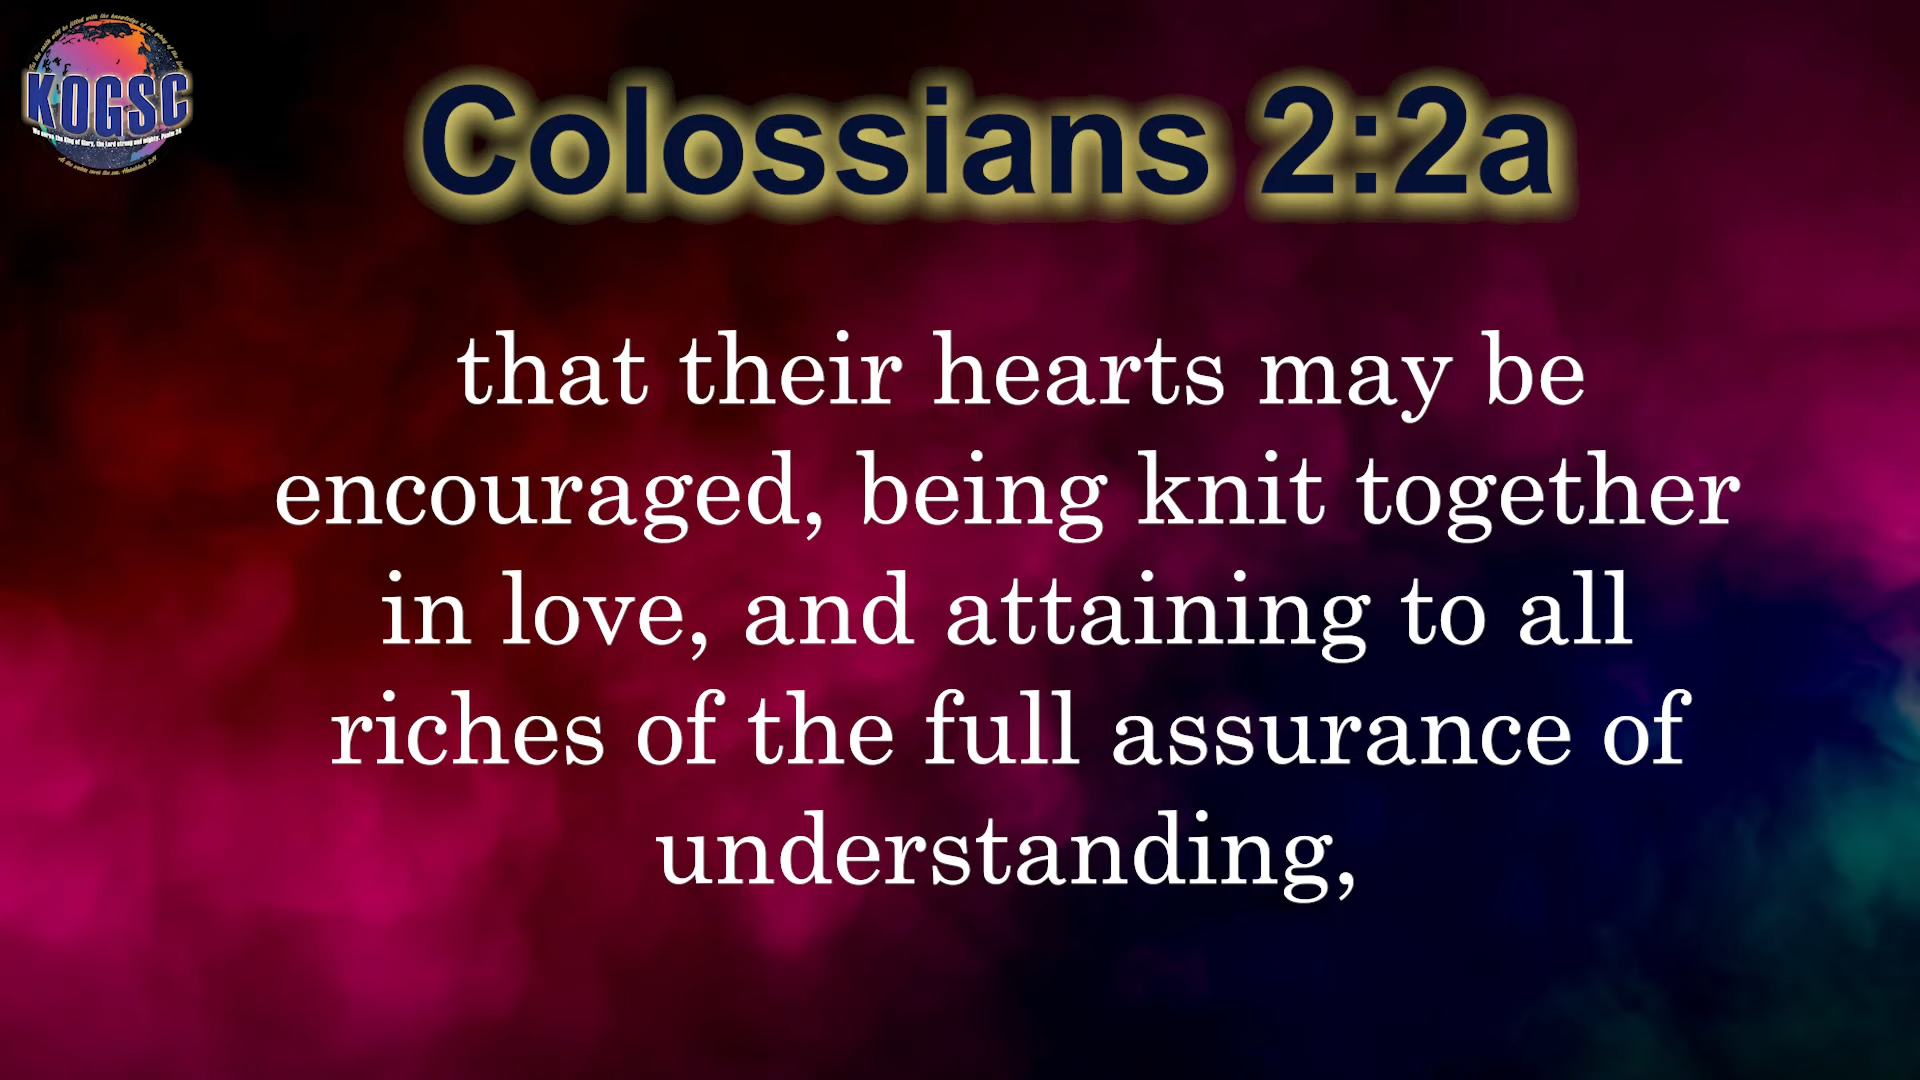 KOGSC
Colossians 2:2a
that their hearts may be
encouraged, being knit together
in love, and attaining to all
riches of the full assurance of
understanding,